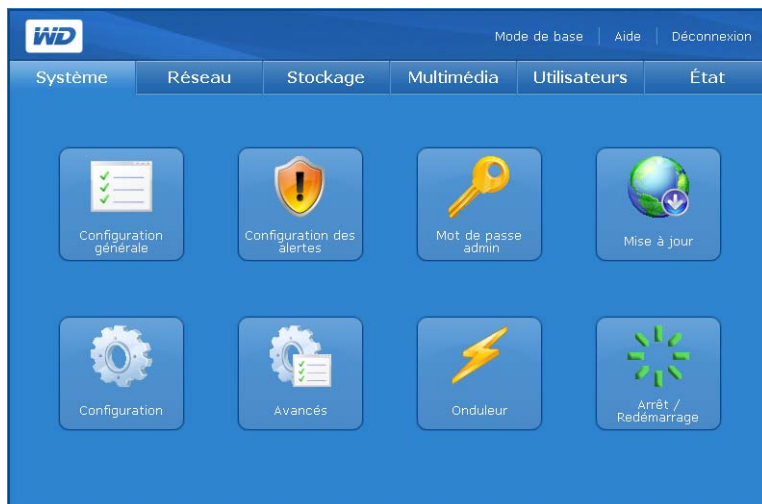 WD
Mode de base | Aide | Déconnexion
Système Réseau Stockage Multimédia Utilisateurs État
Configuration
générale
Configuration des
alertes
Mot de passe
admin
Mise à jour
Configuration
Avancés
Onduleur
Arrêt /
Redémarrage